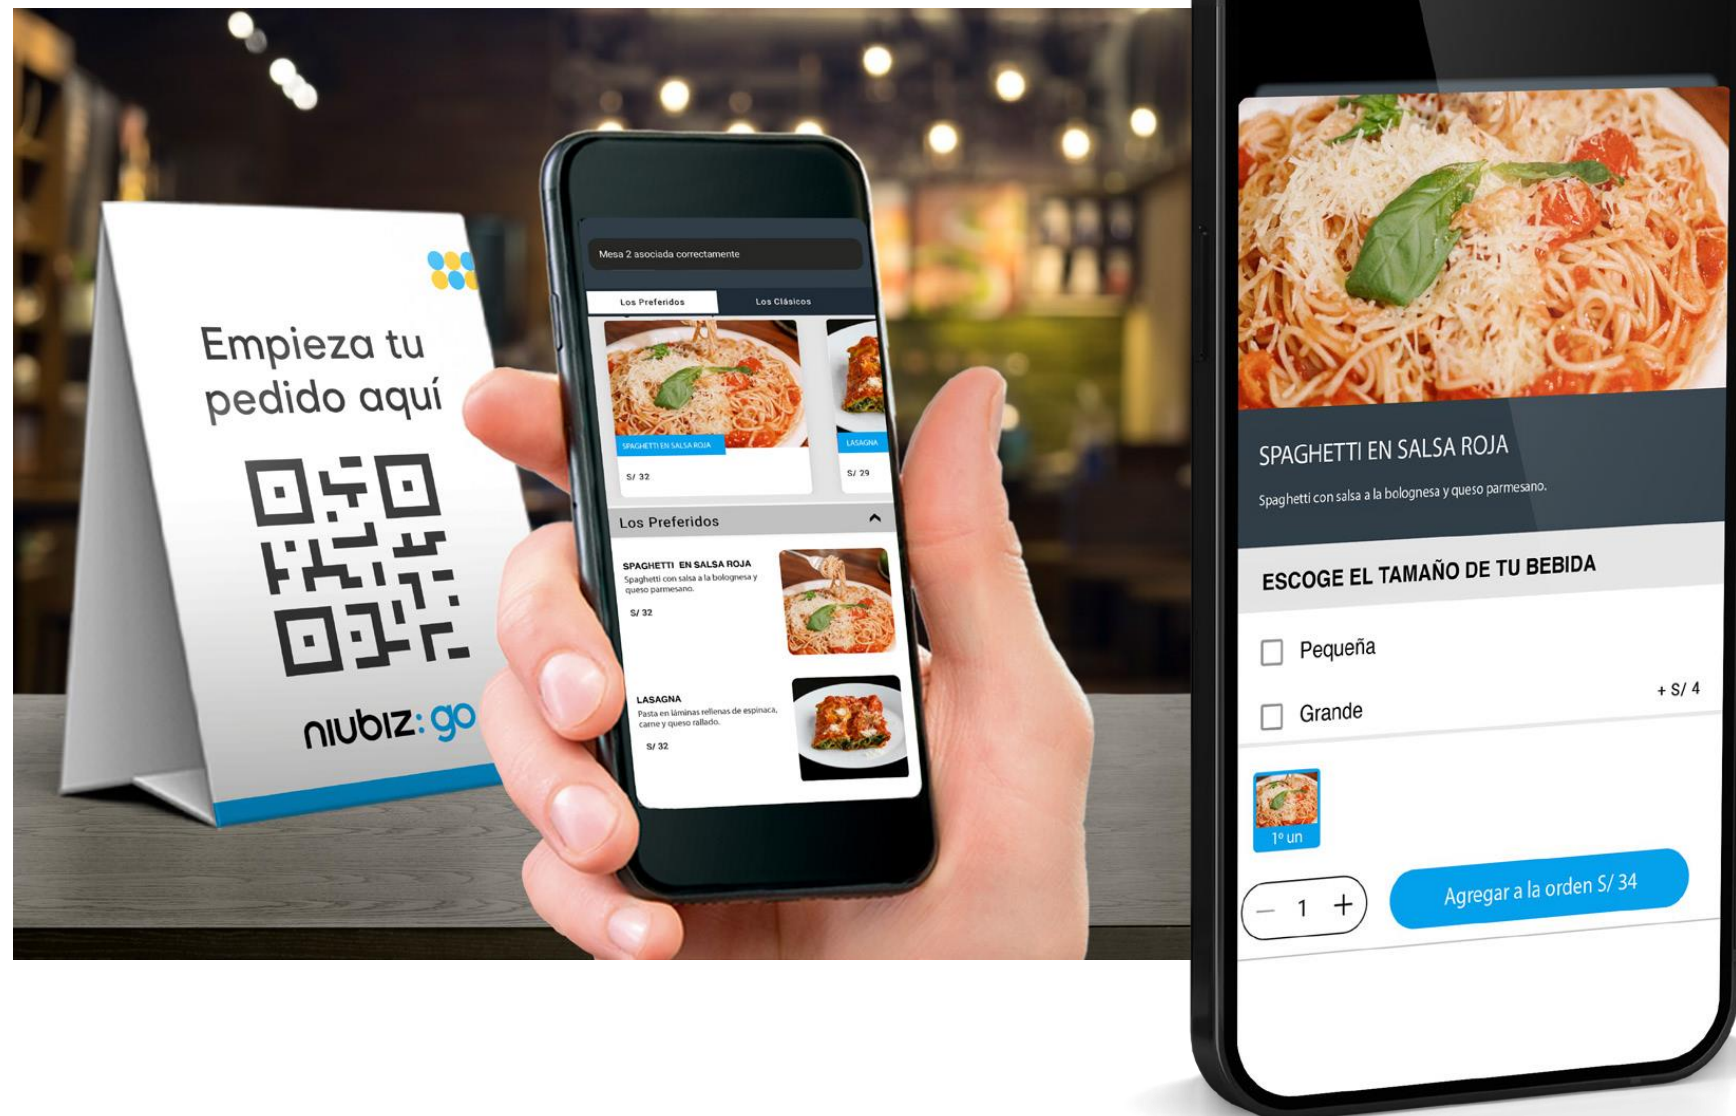 Empieza tu
pedido aquí
niubiz: go
Mesa 2 asociada correctamente
Los Preferidos
Los Clásicos
SPAGHETTI EN SALSA ROJA
LASAGNA
S/ 32
S/ 29
Los Preferidos
SPAGHETTI EN SALSA ROJA
Spaghetti con salsa a la bolognesa y
queso parmesano.
S/ 32
LASAGNA
Pasta en láminas rellenas de espinaca,
carne y queso rallado.
S/ 32
SPAGHETTI EN SALSA ROJA
Spaghetti con salsa a la bolognesa y queso parmesano.
ESCOGE EL TAMAÑO DE TU BEBIDA
Pequeña
Grande
+ S/ 4
1º un
− 1 +
Agregar a la orden S/ 34